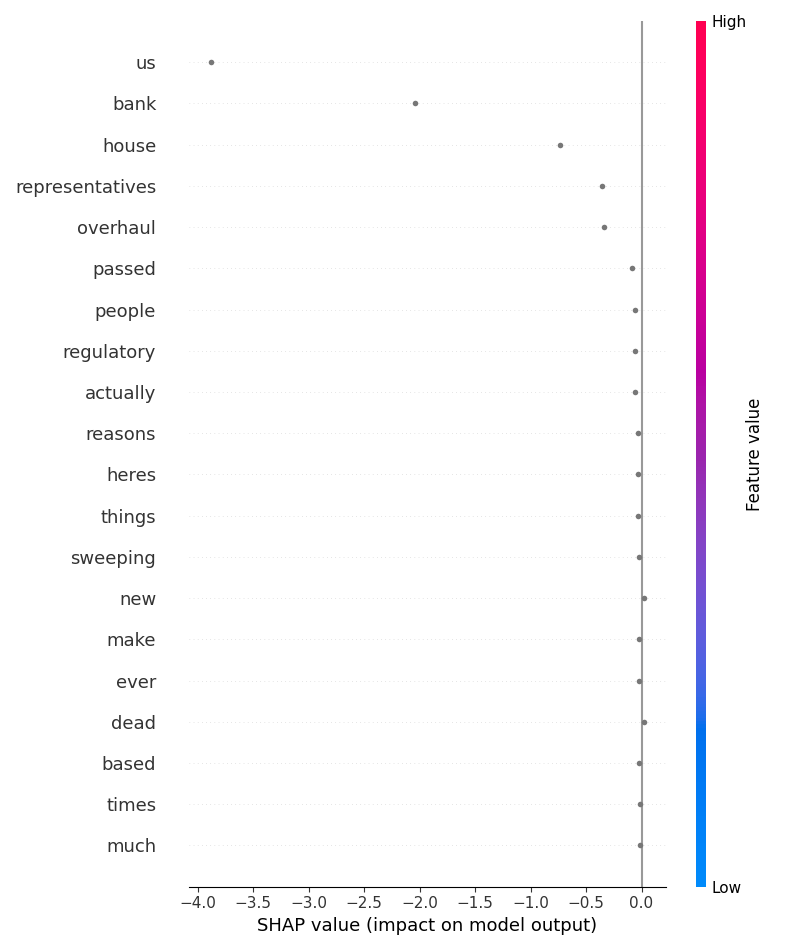 High
us
bank
house
representatives
overhaul
passed
people
regulatory
actually
reasons
heres
things
sweeping
new
make
ever
dead
based
times
much
Feature value
Low
−4.0 −3.5 −3.0 −2.5 −2.0 −1.5 −1.0 −0.5 0.0
SHAP value (impact on model output)